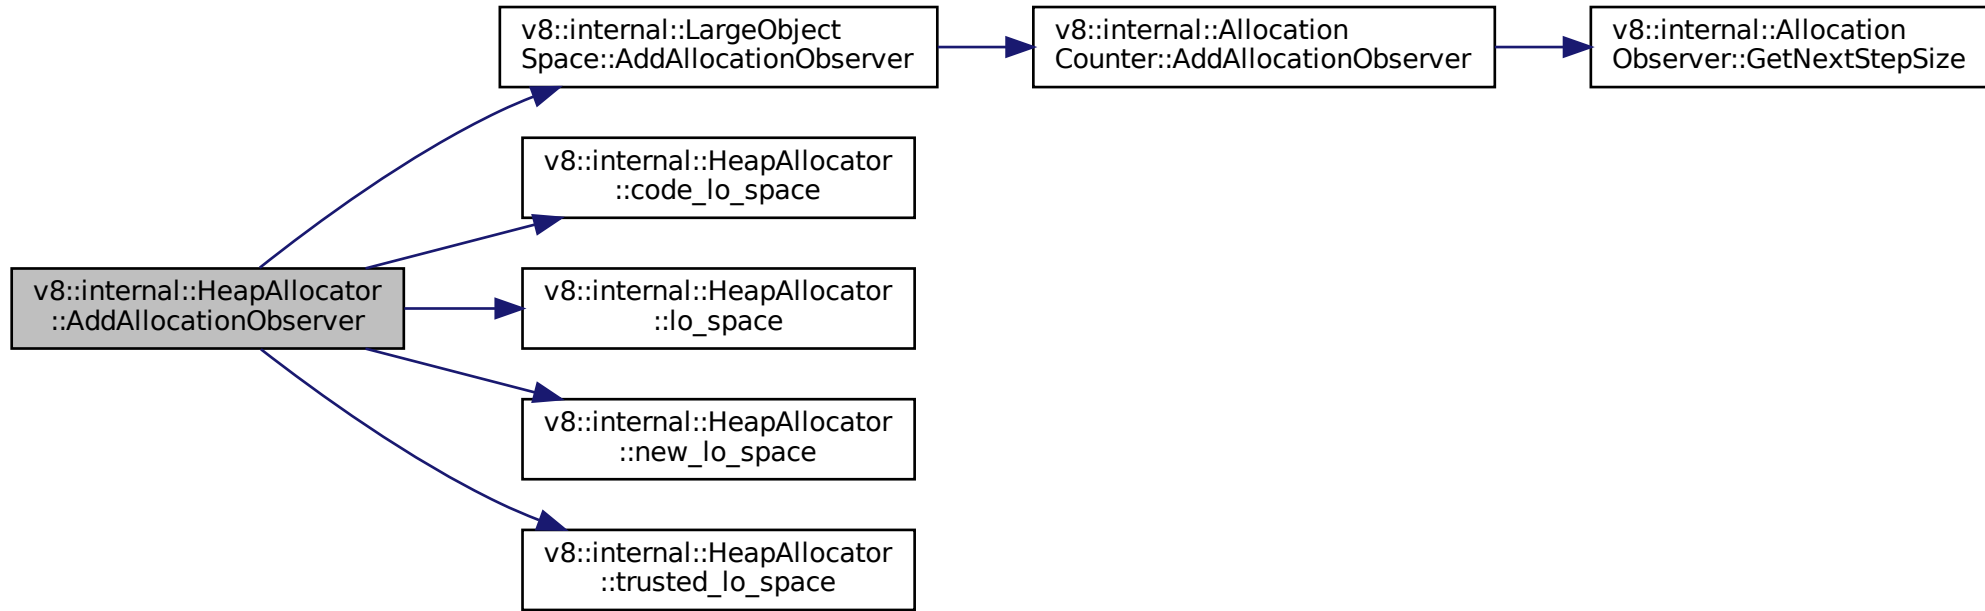 v8::internal::LargeObject
Space::AddAllocationObserver
v8::internal::Allocation
Counter::AddAllocationObserver
v8::internal::Allocation
Observer::GetNextStepSize
v8::internal::HeapAllocator
::code_lo_space
v8::internal::HeapAllocator
::AddAllocationObserver
v8::internal::HeapAllocator
::lo_space
v8::internal::HeapAllocator
::new_lo_space
v8::internal::HeapAllocator
::trusted_lo_space